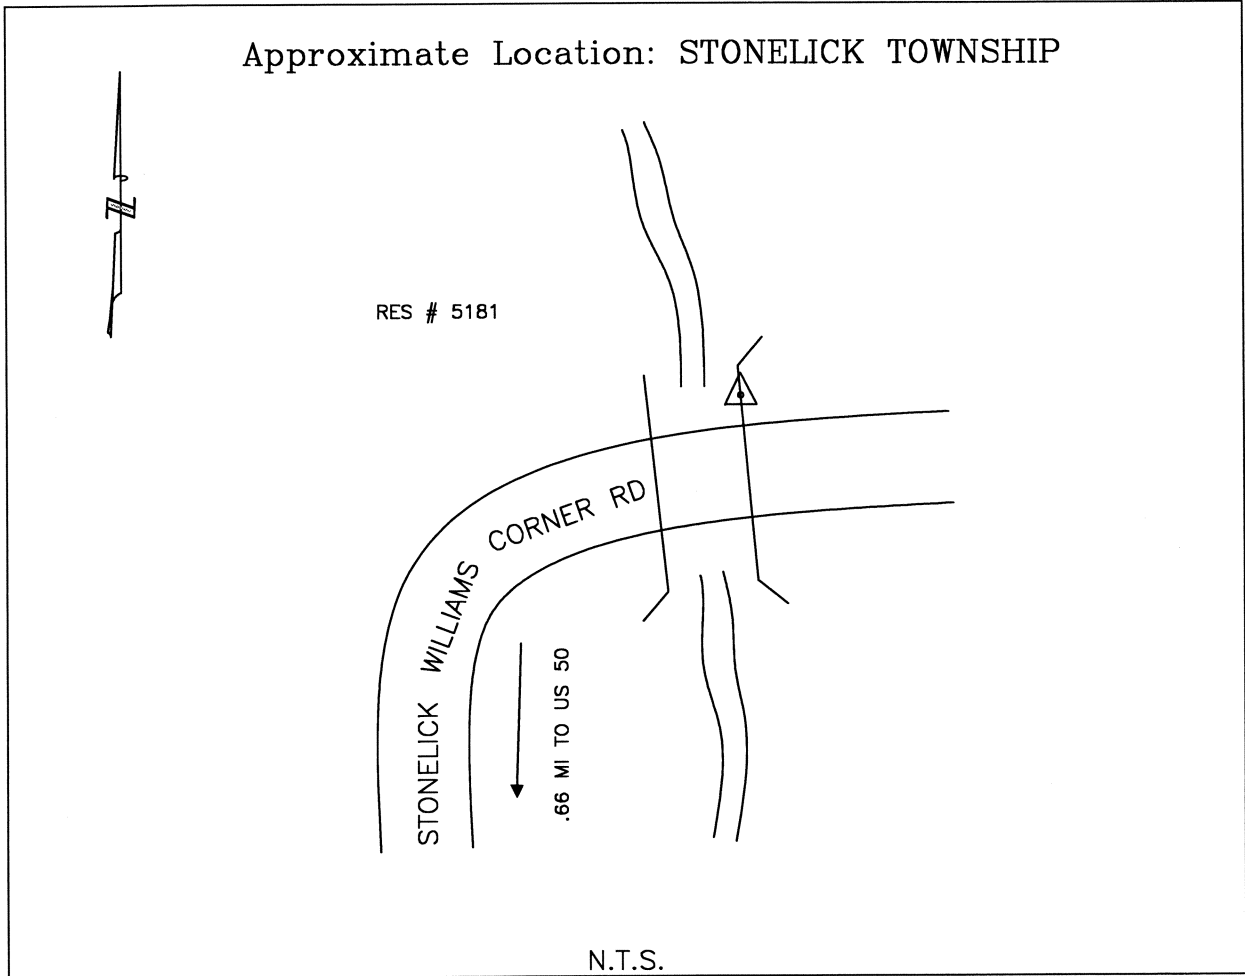 Approximate Location: STONELICK TOWNSHIP
N
RES # 5181
STONELICK WILLIAMS CORNER RD
.66 MI TO US 50
N.T.S.